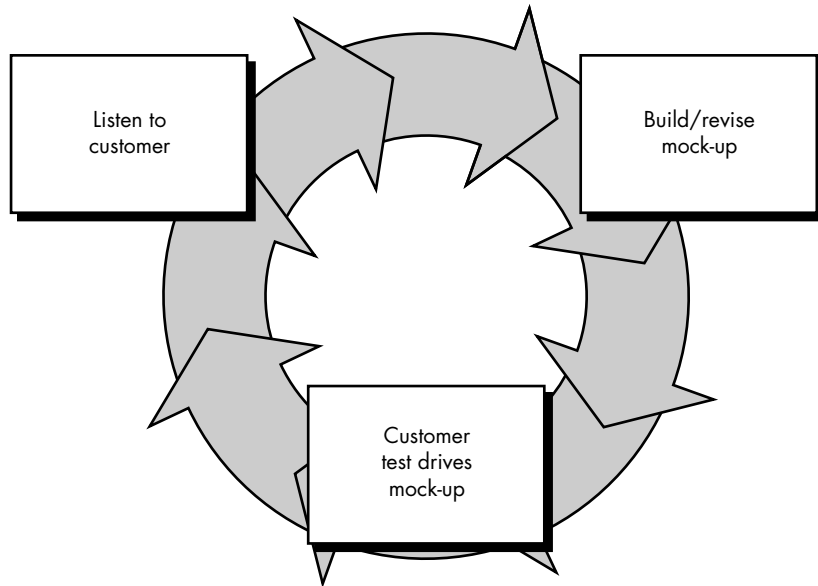 Listen to
customer
Build/revise
mock-up
Customer
test drives
mock-up